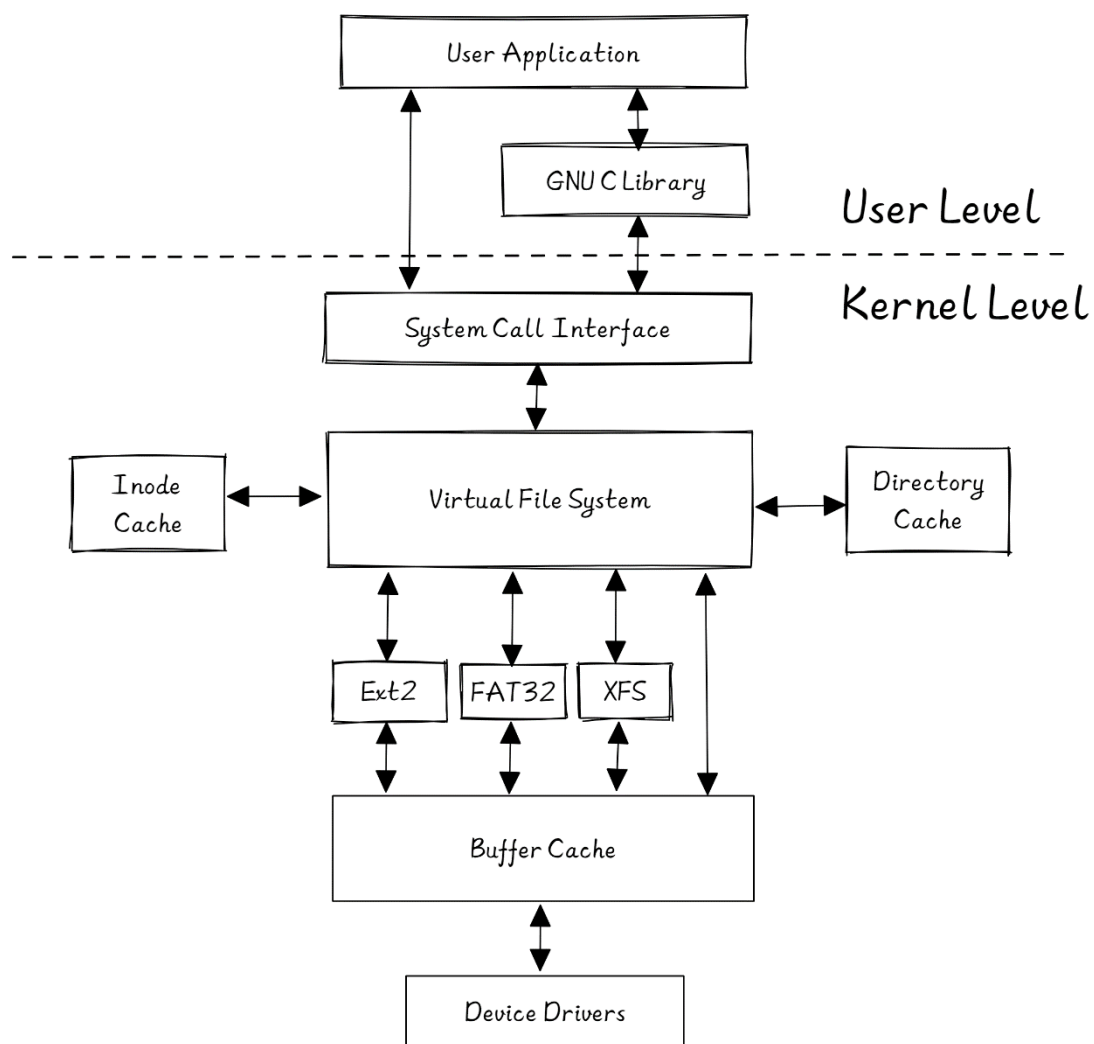 User Application
GNU C Library
User Level
Kernel Level
System Call Interface
Inode
Cache
Virtual File System
Directory
Cache
Ext2
FAT32
XFS
Buffer Cache
Device Drivers